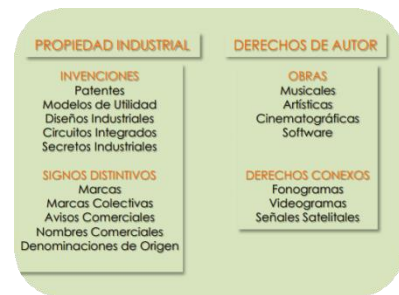 PROPIEDAD INDUSTRIAL
INVENCIONES
Patentes
Modelos de Utilidad
Diseños Industriales
Circuitos Integrados
Secretos Industriales
SIGNOS DISTINTIVOS
Marcas
Marcas Colectivas
Avisos Comerciales
Nombres Comerciales
Denominaciones de Origen
DERECHOS DE AUTOR
OBRAS
Musicales
Artísticas
Cinematográficas
Software
DERECHOS CONEXOS
Fonogramas
Videogramas
Señales Satelitales